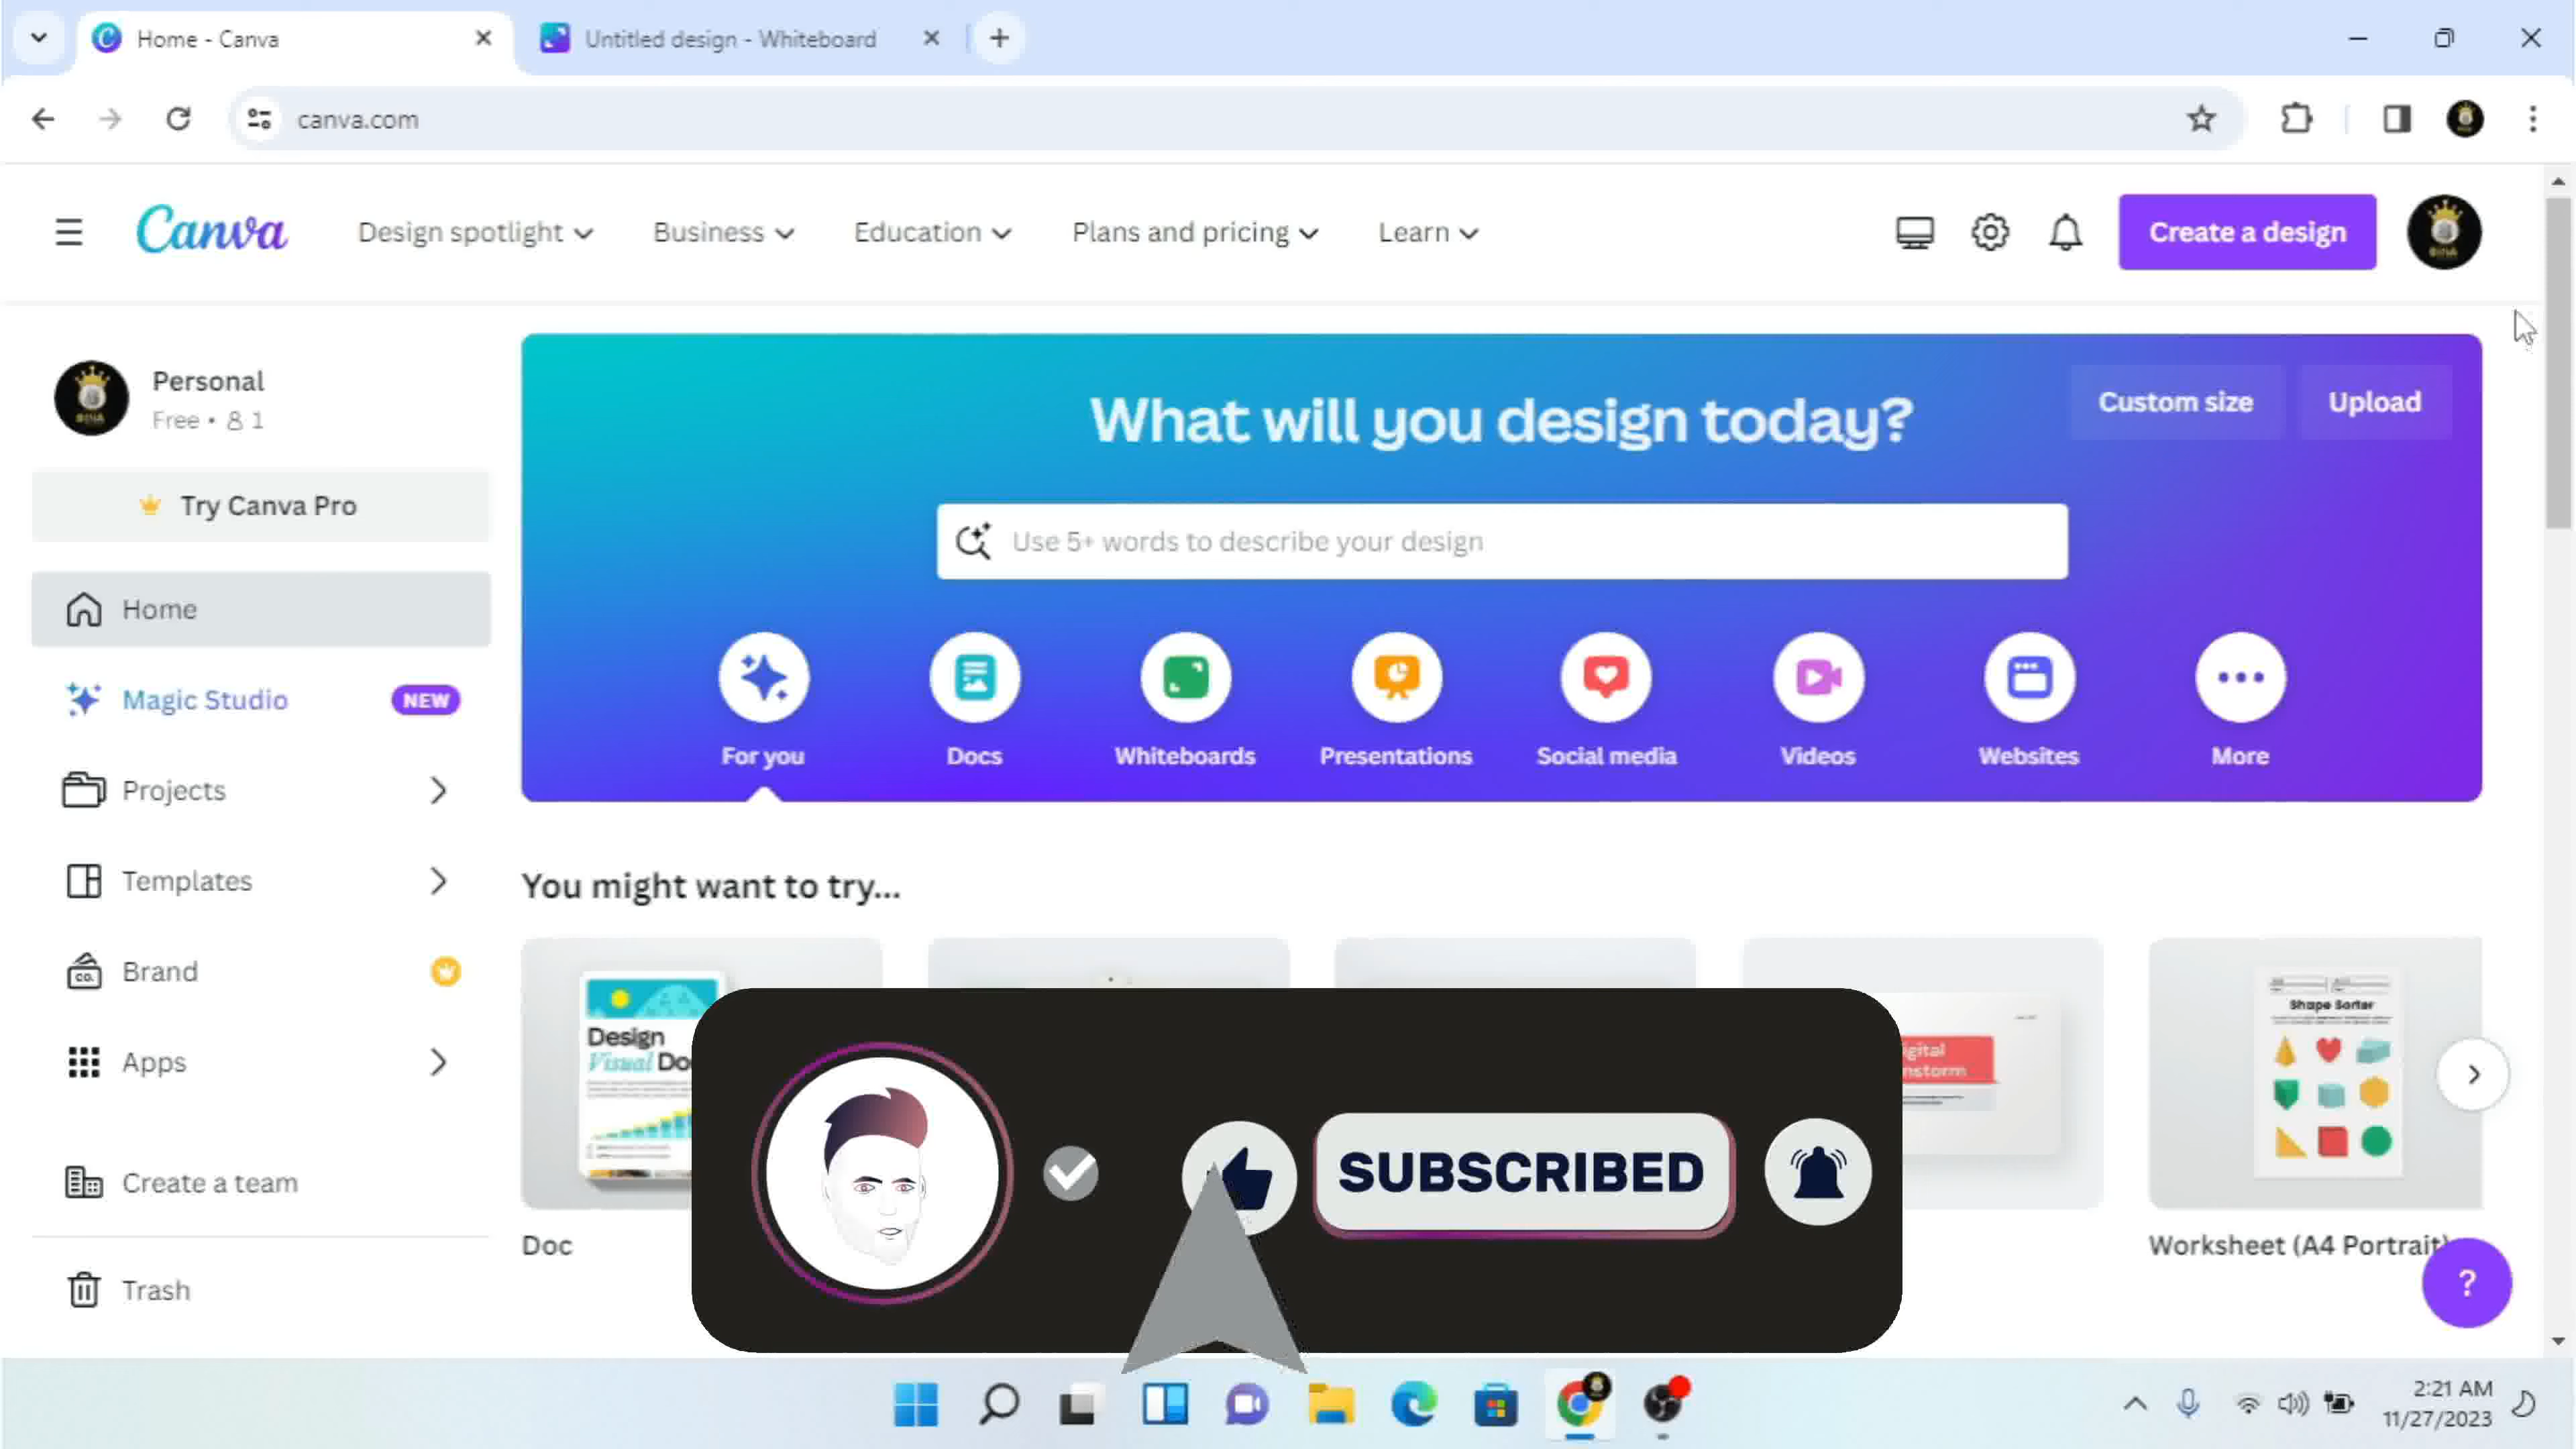 Home - Canva
Untitled design - Whiteboard
canva.com
Canva
Design spotlight
Business
Education
Plans and pricing
Learn
Create a design
Personal
Free • 1
Try Canva Pro
Home
Magic Studio
NEW
Projects
Templates
Brand
CO.
Apps
Create a team
Trash
What will you design today?
Custom size
Upload
Use 5+ words to describe your design
For you
Docs
Whiteboards
Presentations
Social media
Videos
Websites
More
You might want to try...
Design
Visual Do
Doc
Shape Sorter
Worksheet (A4 Portrait)
SUBSCRIBED
?
2:21 AM
11/27/2023